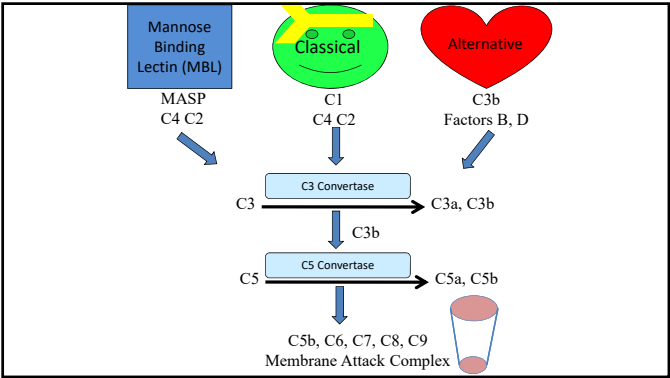 Mannose
Binding
Lectin (MBL)
Classical
Alternative
MASP
C4 C2
C1
C4 C2
C3b
Factors B, D
C3 Convertase
C3
C3a, C3b
C3b
C5 Convertase
C5
C5a, C5b
C5b, C6, C7, C8, C9
Membrane Attack Complex